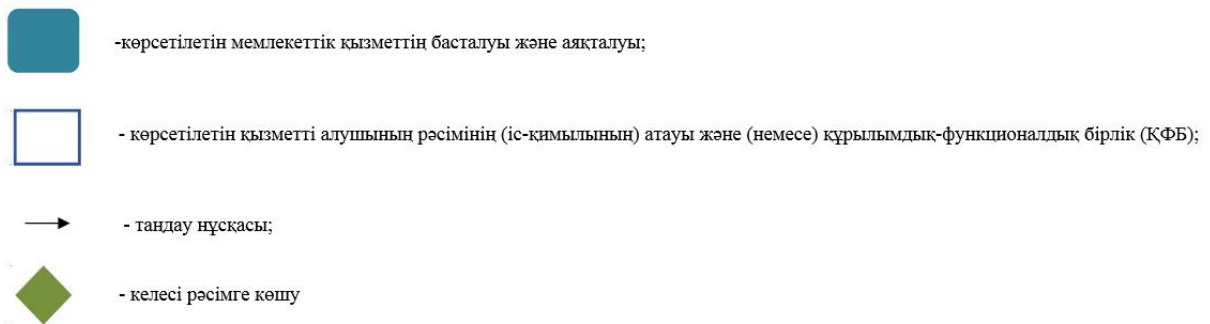 -көрсетілетін мемлекеттік қызметтің басталуы және аяқталуы;
- көрсетілетін қызметті алушының рәсімінің (іс-қимылының) атауы және (немесе) құрылымдық-функционалдық бірлік (ҚФБ);
- таңдау нұсқасы;
- келесі рәсімге көшу